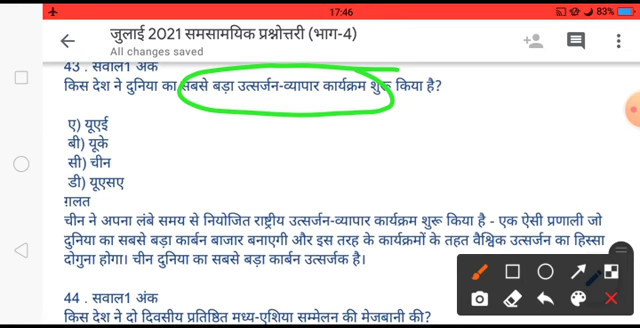 17:46
83%
जुलाई 2021 समसामयिक प्रश्नोत्तरी (भाग-4)
All changes saved
43 . सवाल1 अंक
किस देश ने दुनिया का सबसे बड़ा उत्सर्जन-व्यापार कार्यक्रम शुरू किया है?
ए) यूएई
बी) यूके
सी) चीन
डी) यूएसए
ग़लत
चीन ने अपना लंबे समय से नियोजित राष्ट्रीय उत्सर्जन-व्यापार कार्यक्रम शुरू किया है - एक ऐसी प्रणाली जो
दुनिया का सबसे बड़ा कार्बन बाजार बनाएगी और इस तरह के कार्यक्रमों के तहत वैश्विक उत्सर्जन का हिस्सा
दोगुना होगा। चीन दुनिया का सबसे बड़ा कार्बन उत्सर्जक है।
44 . सवाल1 अंक
किस देश ने दो दिवसीय प्रतिष्ठित मध्य-एशिया सम्मेलन की मेजबानी की?